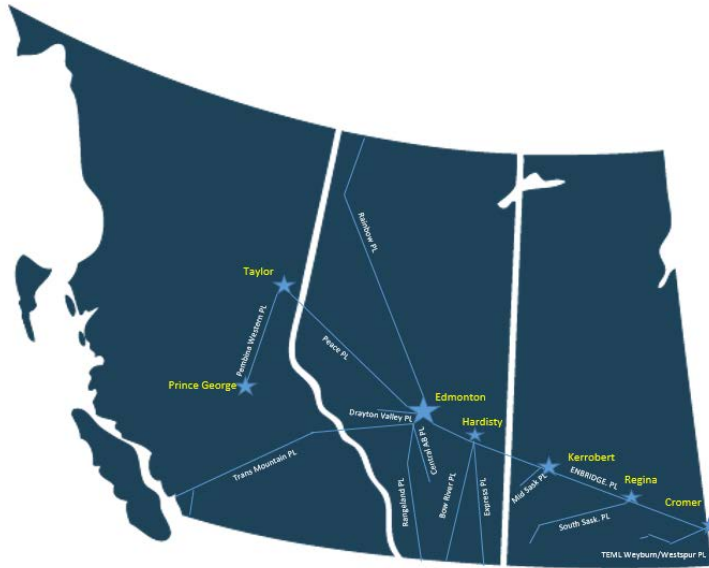 Rainbow PL
Taylor
Pembina Western PL
Peace PL
Prince George
Edmonton
Drayton Valley PL
Hardisty
Central AB PL
Trans Mountain PL
Rangeland PL
Bow River PL
Express PL
Kerrobert
Mid Sask PL
ENBRIDGE. PL
Regina
Cromer
South Sask. PL
TEML Weyburn/Westspur PL